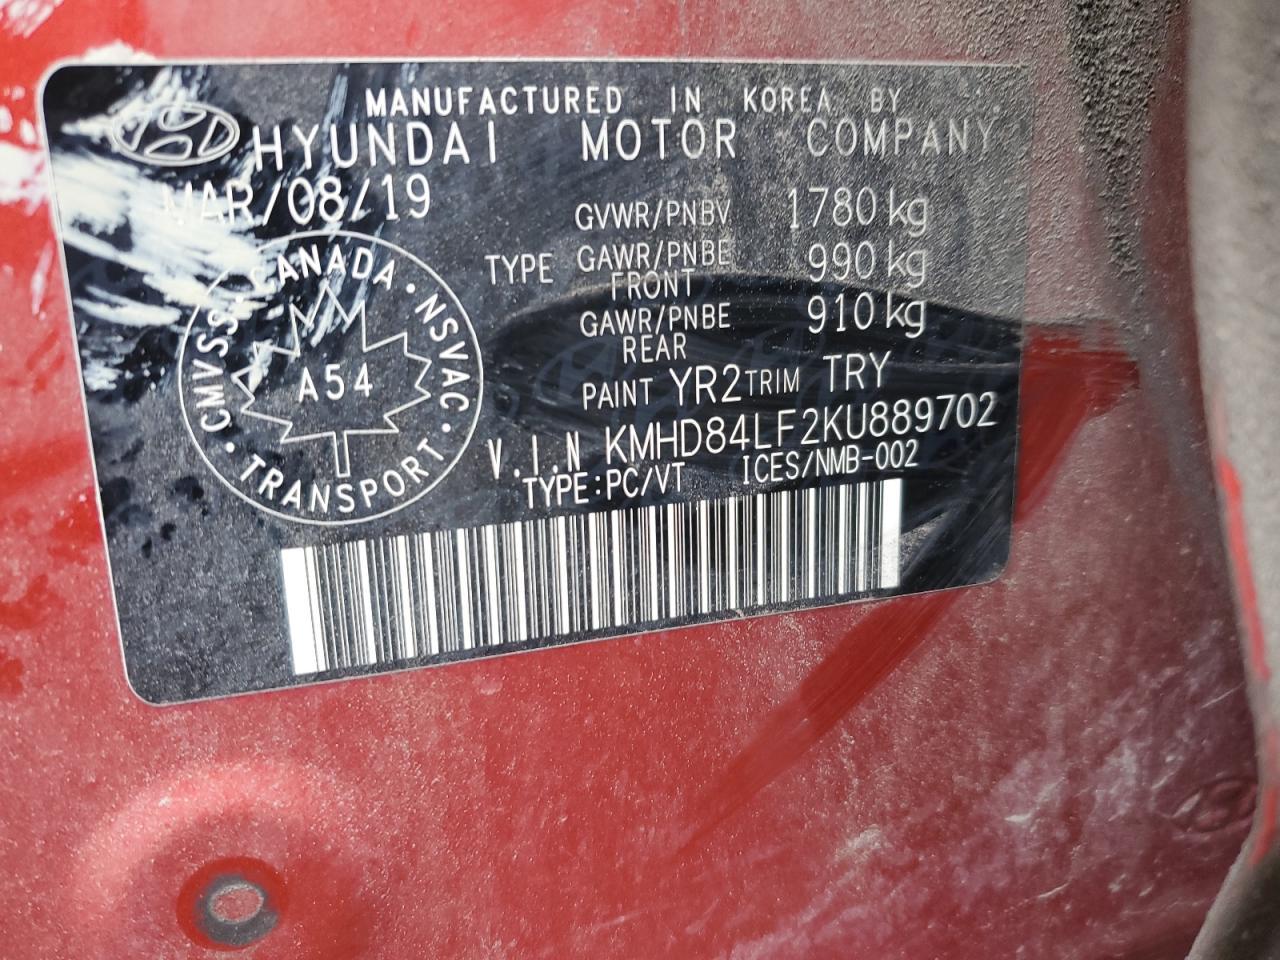 MANUFACTURED IN KOREA BY
HYUNDAI MOTOR COMPANY
MAR/08/19
GVWR/PNBV 1780 kg
TYPE GAWR/PNBE FRONT 990 kg
GAWR/PNBE REAR 910 kg
PAINT YR2 TRIM TRY
V.I.N KMHD84LF2KU889702
TYPE:PC/VT ICES/NMB-002
CANADA · NSVAC · TRANSPORT · CMVSS ·
A54